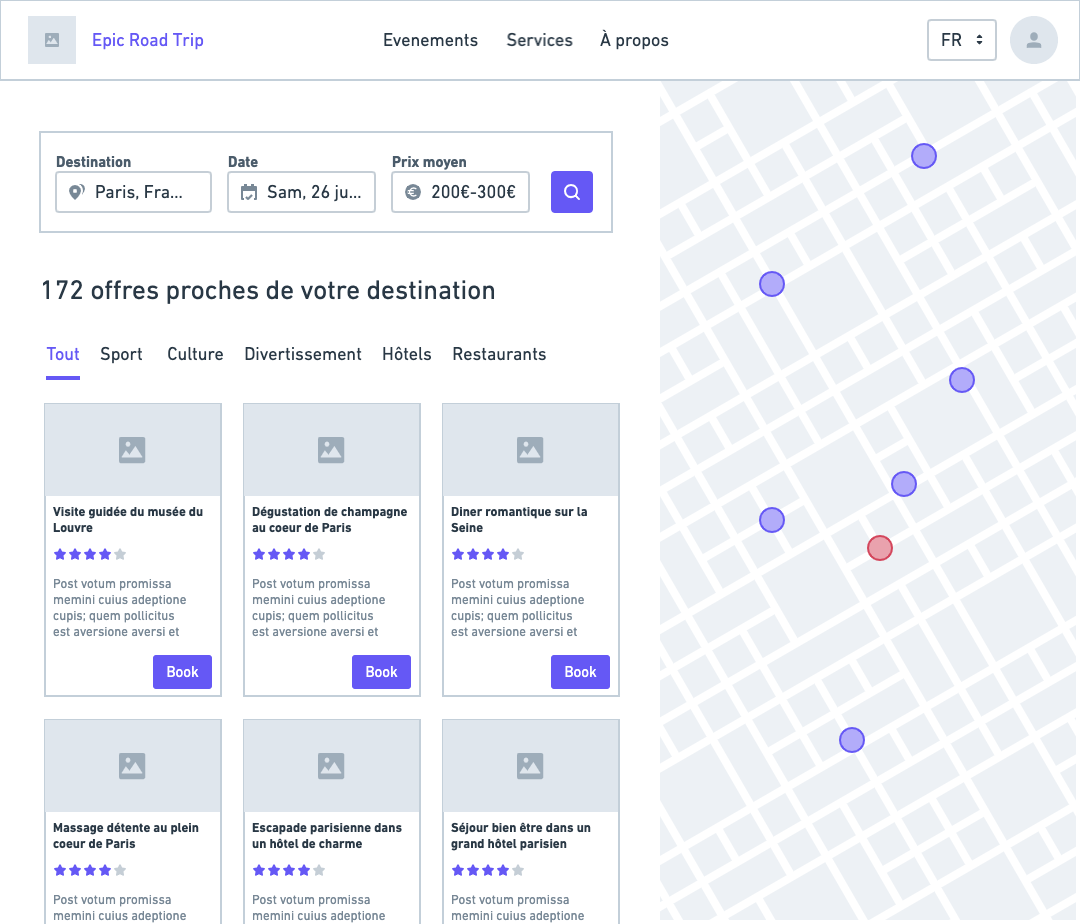 Epic Road Trip
Evenements Services À propos
FR
Destination Date Prix moyen
Paris, Fra... Sam, 26 ju... 200€-300€
172 offres proches de votre destination
Tout Sport Culture Divertissement Hôtels Restaurants
Visite guidée du musée du
Louvre
Post votum promissa
memini cuius adeptione
cupis; quem pollicitus
est aversione aversi et
Book
Dégustation de champagne
au coeur de Paris
Post votum promissa
memini cuius adeptione
cupis; quem pollicitus
est aversione aversi et
Book
Diner romantique sur la
Seine
Post votum promissa
memini cuius adeptione
cupis; quem pollicitus
est aversione aversi et
Book
Massage détente au plein
coeur de Paris
Post votum promissa
memini cuius adeptione
Escapade parisienne dans
un hôtel de charme
Post votum promissa
memini cuius adeptione
Séjour bien être dans un
grand hôtel parisien
Post votum promissa
memini cuius adeptione